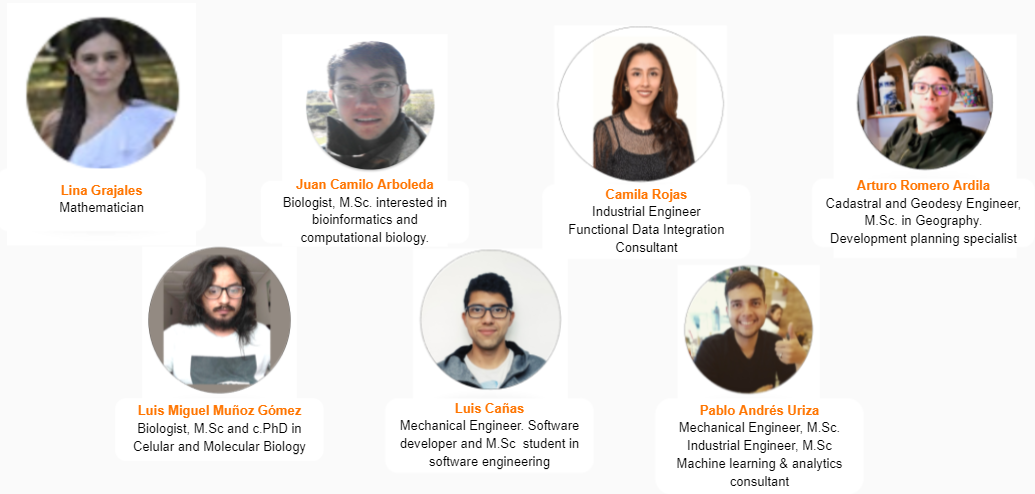 Lina Grajales
Mathematician
Juan Camilo Arboleda
Biologist, M.Sc. interested in
bioinformatics and
computational biology.
Camila Rojas
Industrial Engineer
Functional Data Integration
Consultant
Arturo Romero Ardila
Cadastral and Geodesy Engineer,
M.Sc. in Geography.
Development planning specialist
Luis Miguel Muñoz Gómez
Biologist, M.Sc and c.PhD in
Celular and Molecular Biology
Luis Cañas
Mechanical Engineer. Software
developer and M.Sc student in
software engineering
Pablo Andrés Uriza
Mechanical Engineer, M.Sc.
Industrial Engineer, M.Sc
Machine learning & analytics
consultant